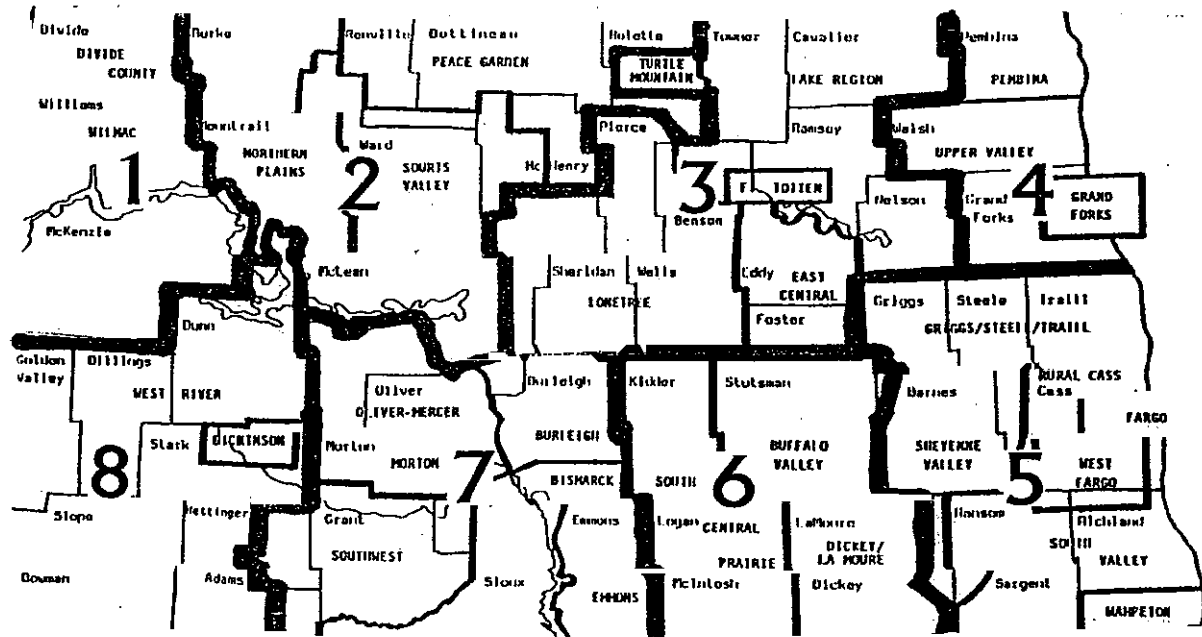 Divide
Burke
Renville
Bottineau
Rolette
Towner
Cavalier
Pembina
DIVIDE
COUNTY
PEACE GARDEN
TURTLE
MOUNTAIN
LAKE REGION
PEMBINA
Williams
WILMAC
Mountrail
Ward
Pierce
Ramsey
Walsh
NORTHERN
PLAINS
SOURIS
VALLEY
McHenry
UPPER VALLEY
1
2
3
4
McKenzie
Benson
FT TOTTEN
Nelson
Grand
Forks
GRAND
FORKS
McLean
Sheridan
Wells
Eddy
EAST
CENTRAL
LONETREE
Griggs
Steele
Traill
Dunn
Foster
GRIGGS/STEELE/TRAILL
Golden
Valley
Billings
WEST RIVER
Oliver
OLIVER-MERCER
Burleigh
Kidder
Stutsman
Barnes
RURAL CASS
Cass
FARGO
Stark
DICKINSON
Morton
MORTON
BURLEIGH
BISMARCK
BUFFALO
VALLEY
SHEYENNE
VALLEY
WEST
FARGO
8
7
6
5
Slope
Hettinger
Grant
SOUTHWEST
Emmons
Logan
SOUTH
CENTRAL
PRAIRIE
LaMoure
DICKEY/
LA MOURE
Ransom
Richland
SOUTH
VALLEY
Bowman
Adams
Sioux
EMMONS
McIntosh
Dickey
Sargent
WAHPETON